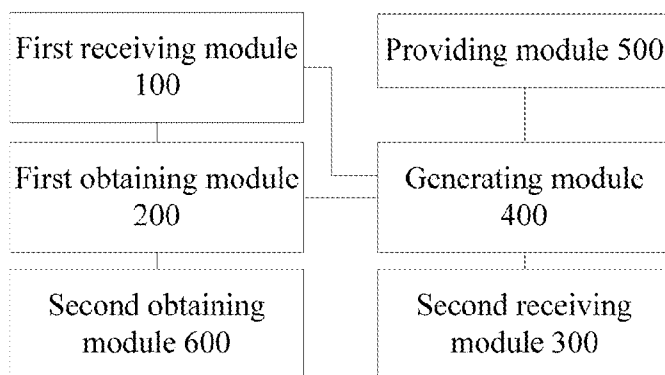 First receiving module
100
Providing module 500
First obtaining module
200
Generating module
400
Second obtaining
module 600
Second receiving
module 300